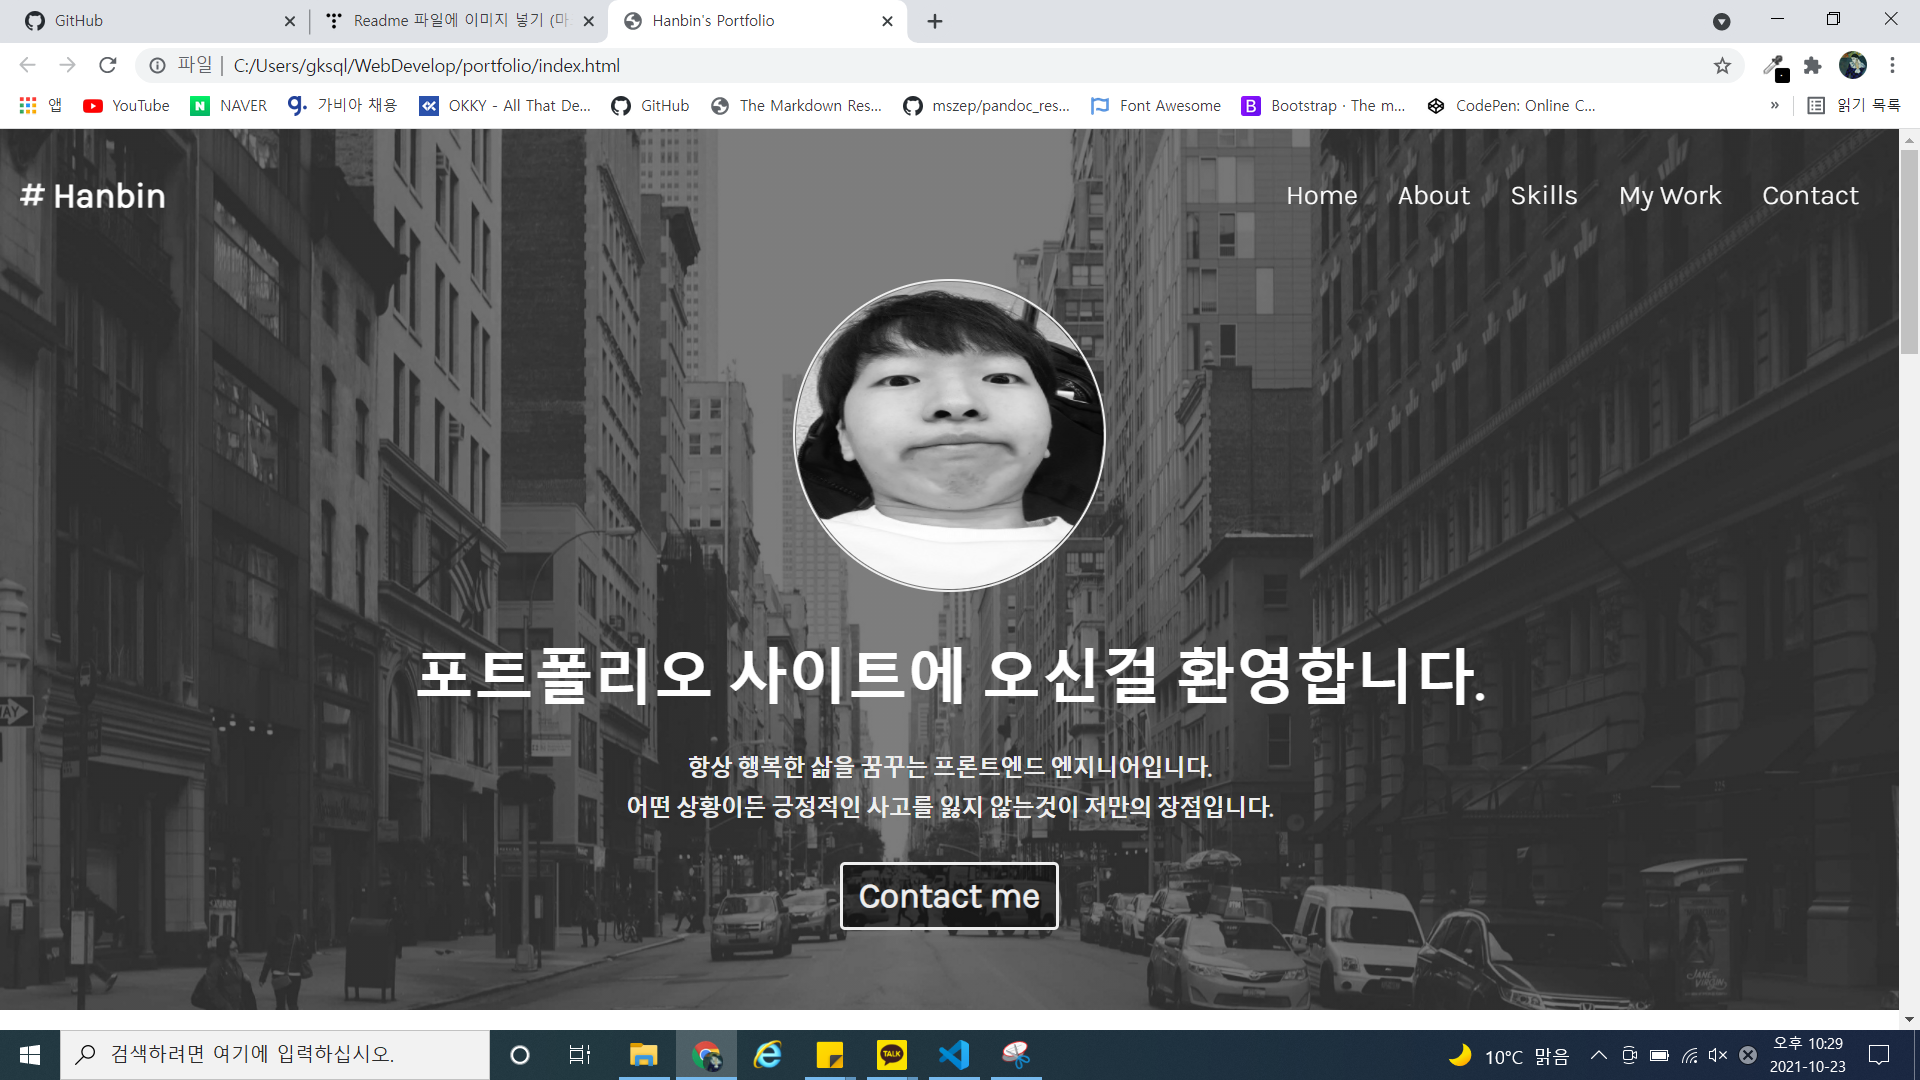 GitHub
Readme 파일에 이미지 넣기 (마
Hanbin's Portfolio
파일 | C:/Users/gksql/WebDevelop/portfolio/index.html
앱
YouTube
NAVER
가비아 채용
OKKY - All That De...
GitHub
The Markdown Res...
mszep/pandoc_res...
Font Awesome
Bootstrap · The m...
CodePen: Online C...
»
읽기 목록
# Hanbin
Home
About
Skills
My Work
Contact
포트폴리오 사이트에 오신걸 환영합니다.
항상 행복한 삶을 꿈꾸는 프론트엔드 엔지니어입니다.
어떤 상황이든 긍정적인 사고를 잃지 않는것이 저만의 장점입니다.
Contact me
검색하려면 여기에 입력하십시오.
TALK
10°C 맑음
오후 10:29
2021-10-23